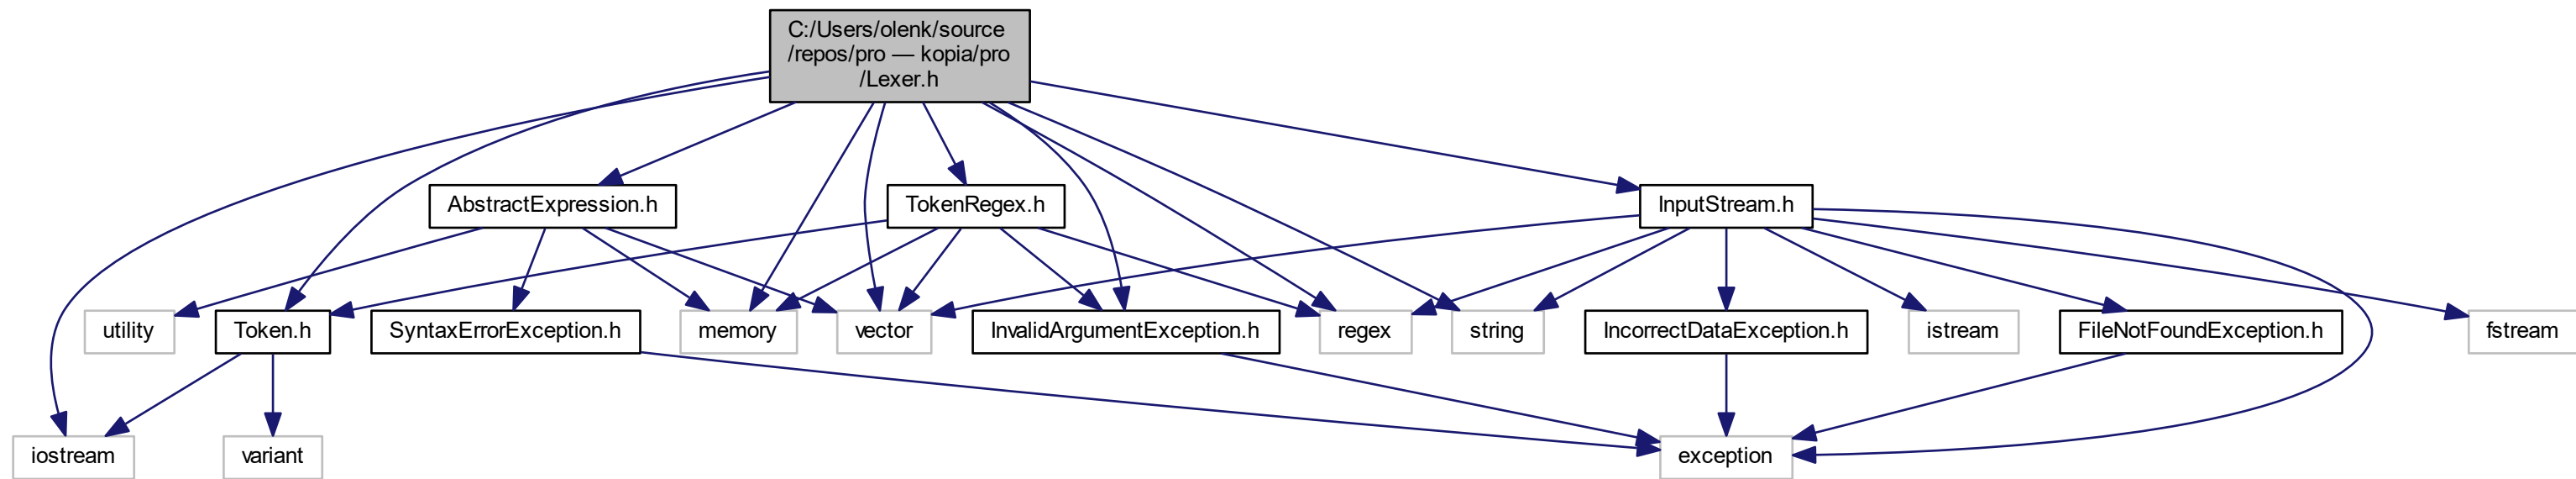 C:/Users/olenk/source
/repos/pro — kopia/pro
/Lexer.h
AbstractExpression.h
TokenRegex.h
InputStream.h
utility
Token.h
SyntaxErrorException.h
memory
vector
InvalidArgumentException.h
regex
string
IncorrectDataException.h
istream
FileNotFoundException.h
fstream
iostream
variant
exception